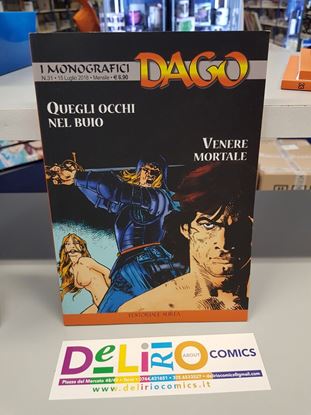 I MONOGRAFICI
DAGO
N.31 • 15 Luglio 2018 • Mensile • € 6,90
QUEGLI OCCHI
NEL BUIO
VENERE
MORTALE
EDITORIALE AUREA
DELIRIO
ABOUT
COMICS
www.deliriocomics.it